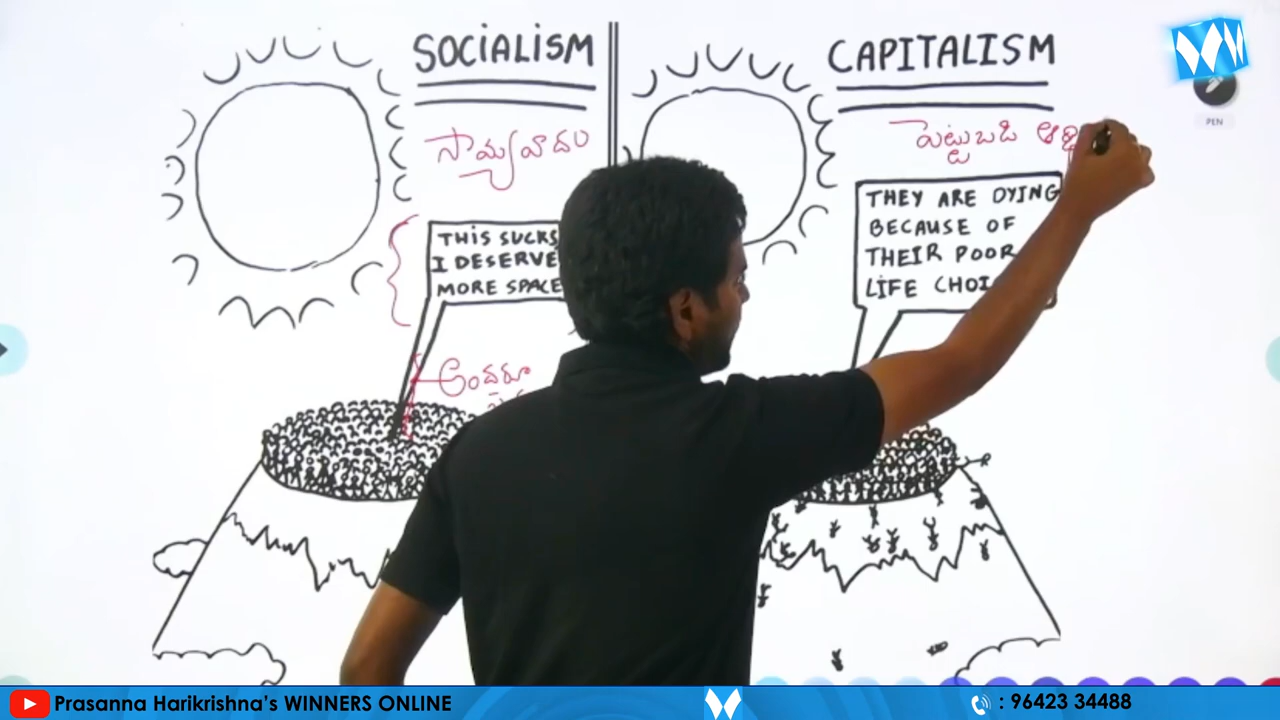 SOCIALISM
సామ్యవాదం
THIS SUCKS
I DESERVE
MORE SPACE
అందరూ
CAPITALISM
పెట్టుబడి
THEY ARE DYING
BECAUSE OF
THEIR POOR
LIFE
PEN
Prasanna Harikrishna's WINNERS ONLINE
: 96423 34488